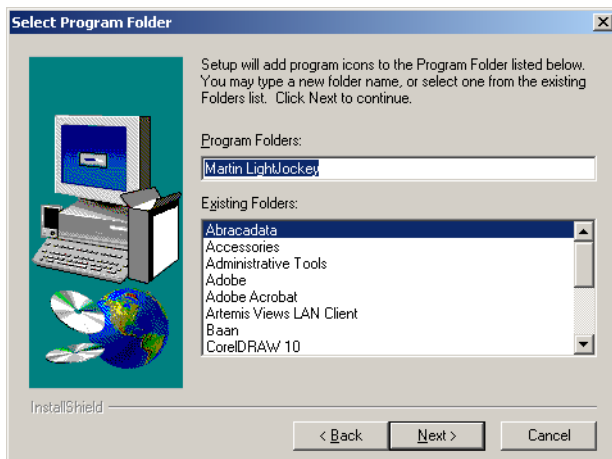 Select Program Folder
Setup will add program icons to the Program Folder listed below.
You may type a new folder name, or select one from the existing
Folders list. Click Next to continue.
Program Folders:
Martin LightJockey
Existing Folders:
Abracadata
Accessories
Administrative Tools
Adobe
Adobe Acrobat
Artemis Views LAN Client
Baan
CorelDRAW 10
InstallShield
< Back
Next >
Cancel